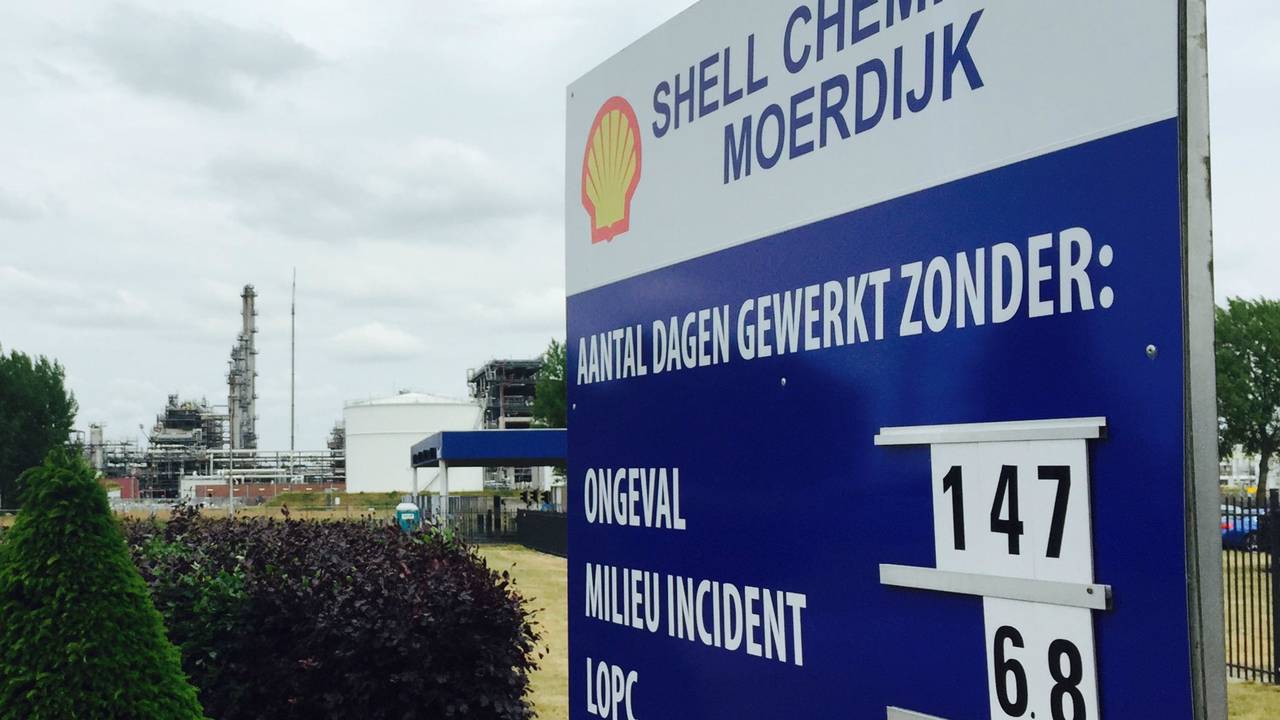 SHELL CHEM
MOERDIJK
AANTAL DAGEN GEWERKT ZONDER:
ONGEVAL 147
MILIEU INCIDENT 68
LOPC